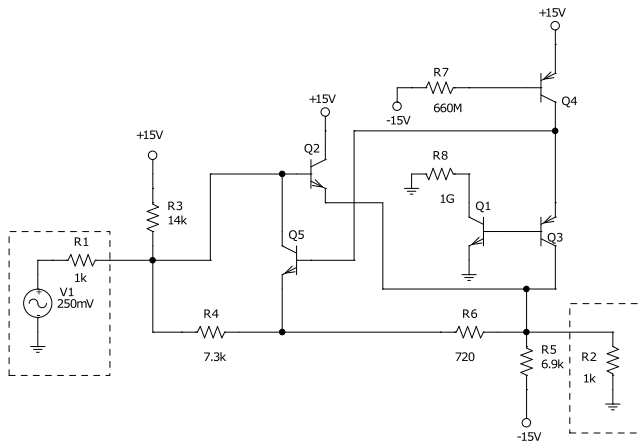 +15V
R7
660M
-15V
Q4
+15V
Q2
+15V
R8
1G
Q1
Q3
R3
14k
Q5
R1
1k
V1
250mV
R4
7.3k
R6
720
R5
6.9k
R2
1k
-15V